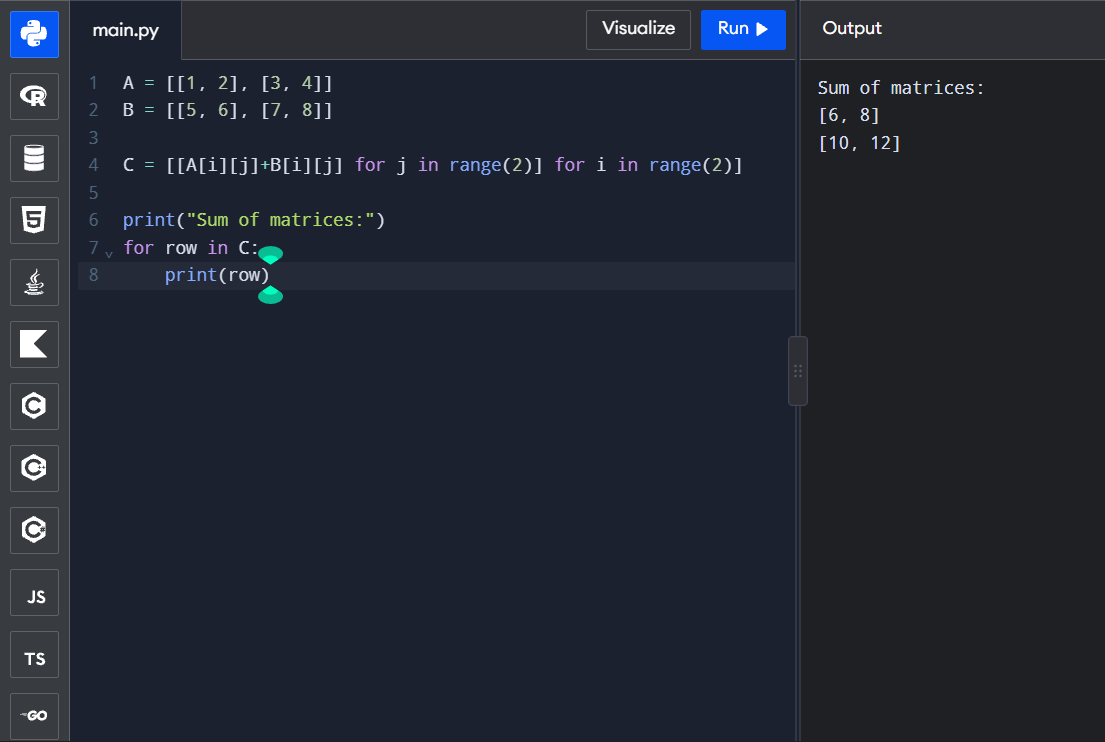 main.py
Visualize
Run
1 A = [[1, 2], [3, 4]]
2 B = [[5, 6], [7, 8]]
3
4 C = [[A[i][j]+B[i][j] for j in range(2)] for i in range(2)]
5
6 print("Sum of matrices:")
7 for row in C:
8     print(row)
Output
Sum of matrices:
[6, 8]
[10, 12]
R
5
C
C++
C#
JS
TS
GO